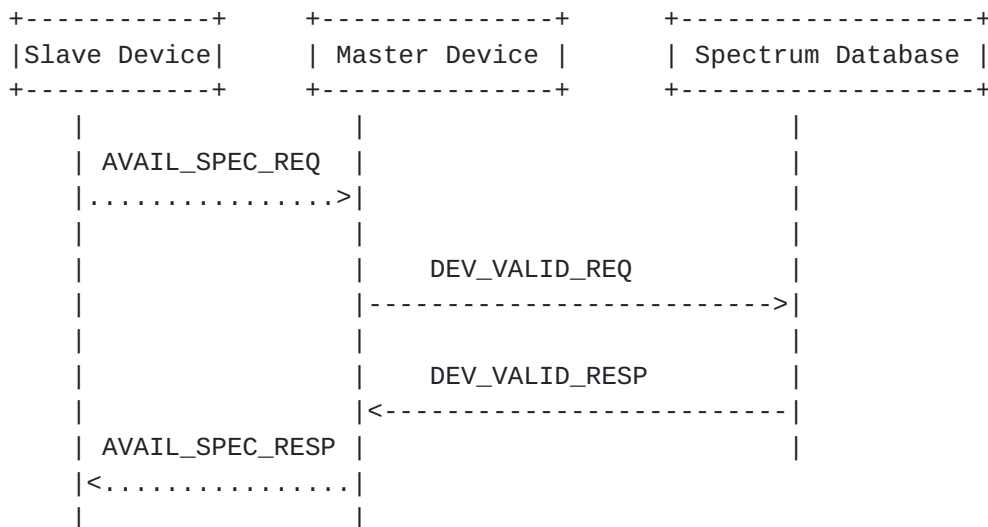 +------------+     +---------------+      +-------------------+
|Slave Device|     | Master Device |      | Spectrum Database |
+------------+     +---------------+      +-------------------+
    |                 |                           |
    | AVAIL_SPEC_REQ  |                           |
    |................>|                           |
    |                 |                           |
    |                 |    DEV_VALID_REQ          |
    |                 |-------------------------->|
    |                 |                           |
    |                 |    DEV_VALID_RESP         |
    |                 |<--------------------------|
    | AVAIL_SPEC_RESP |                           |
    |<................|
    |                 |